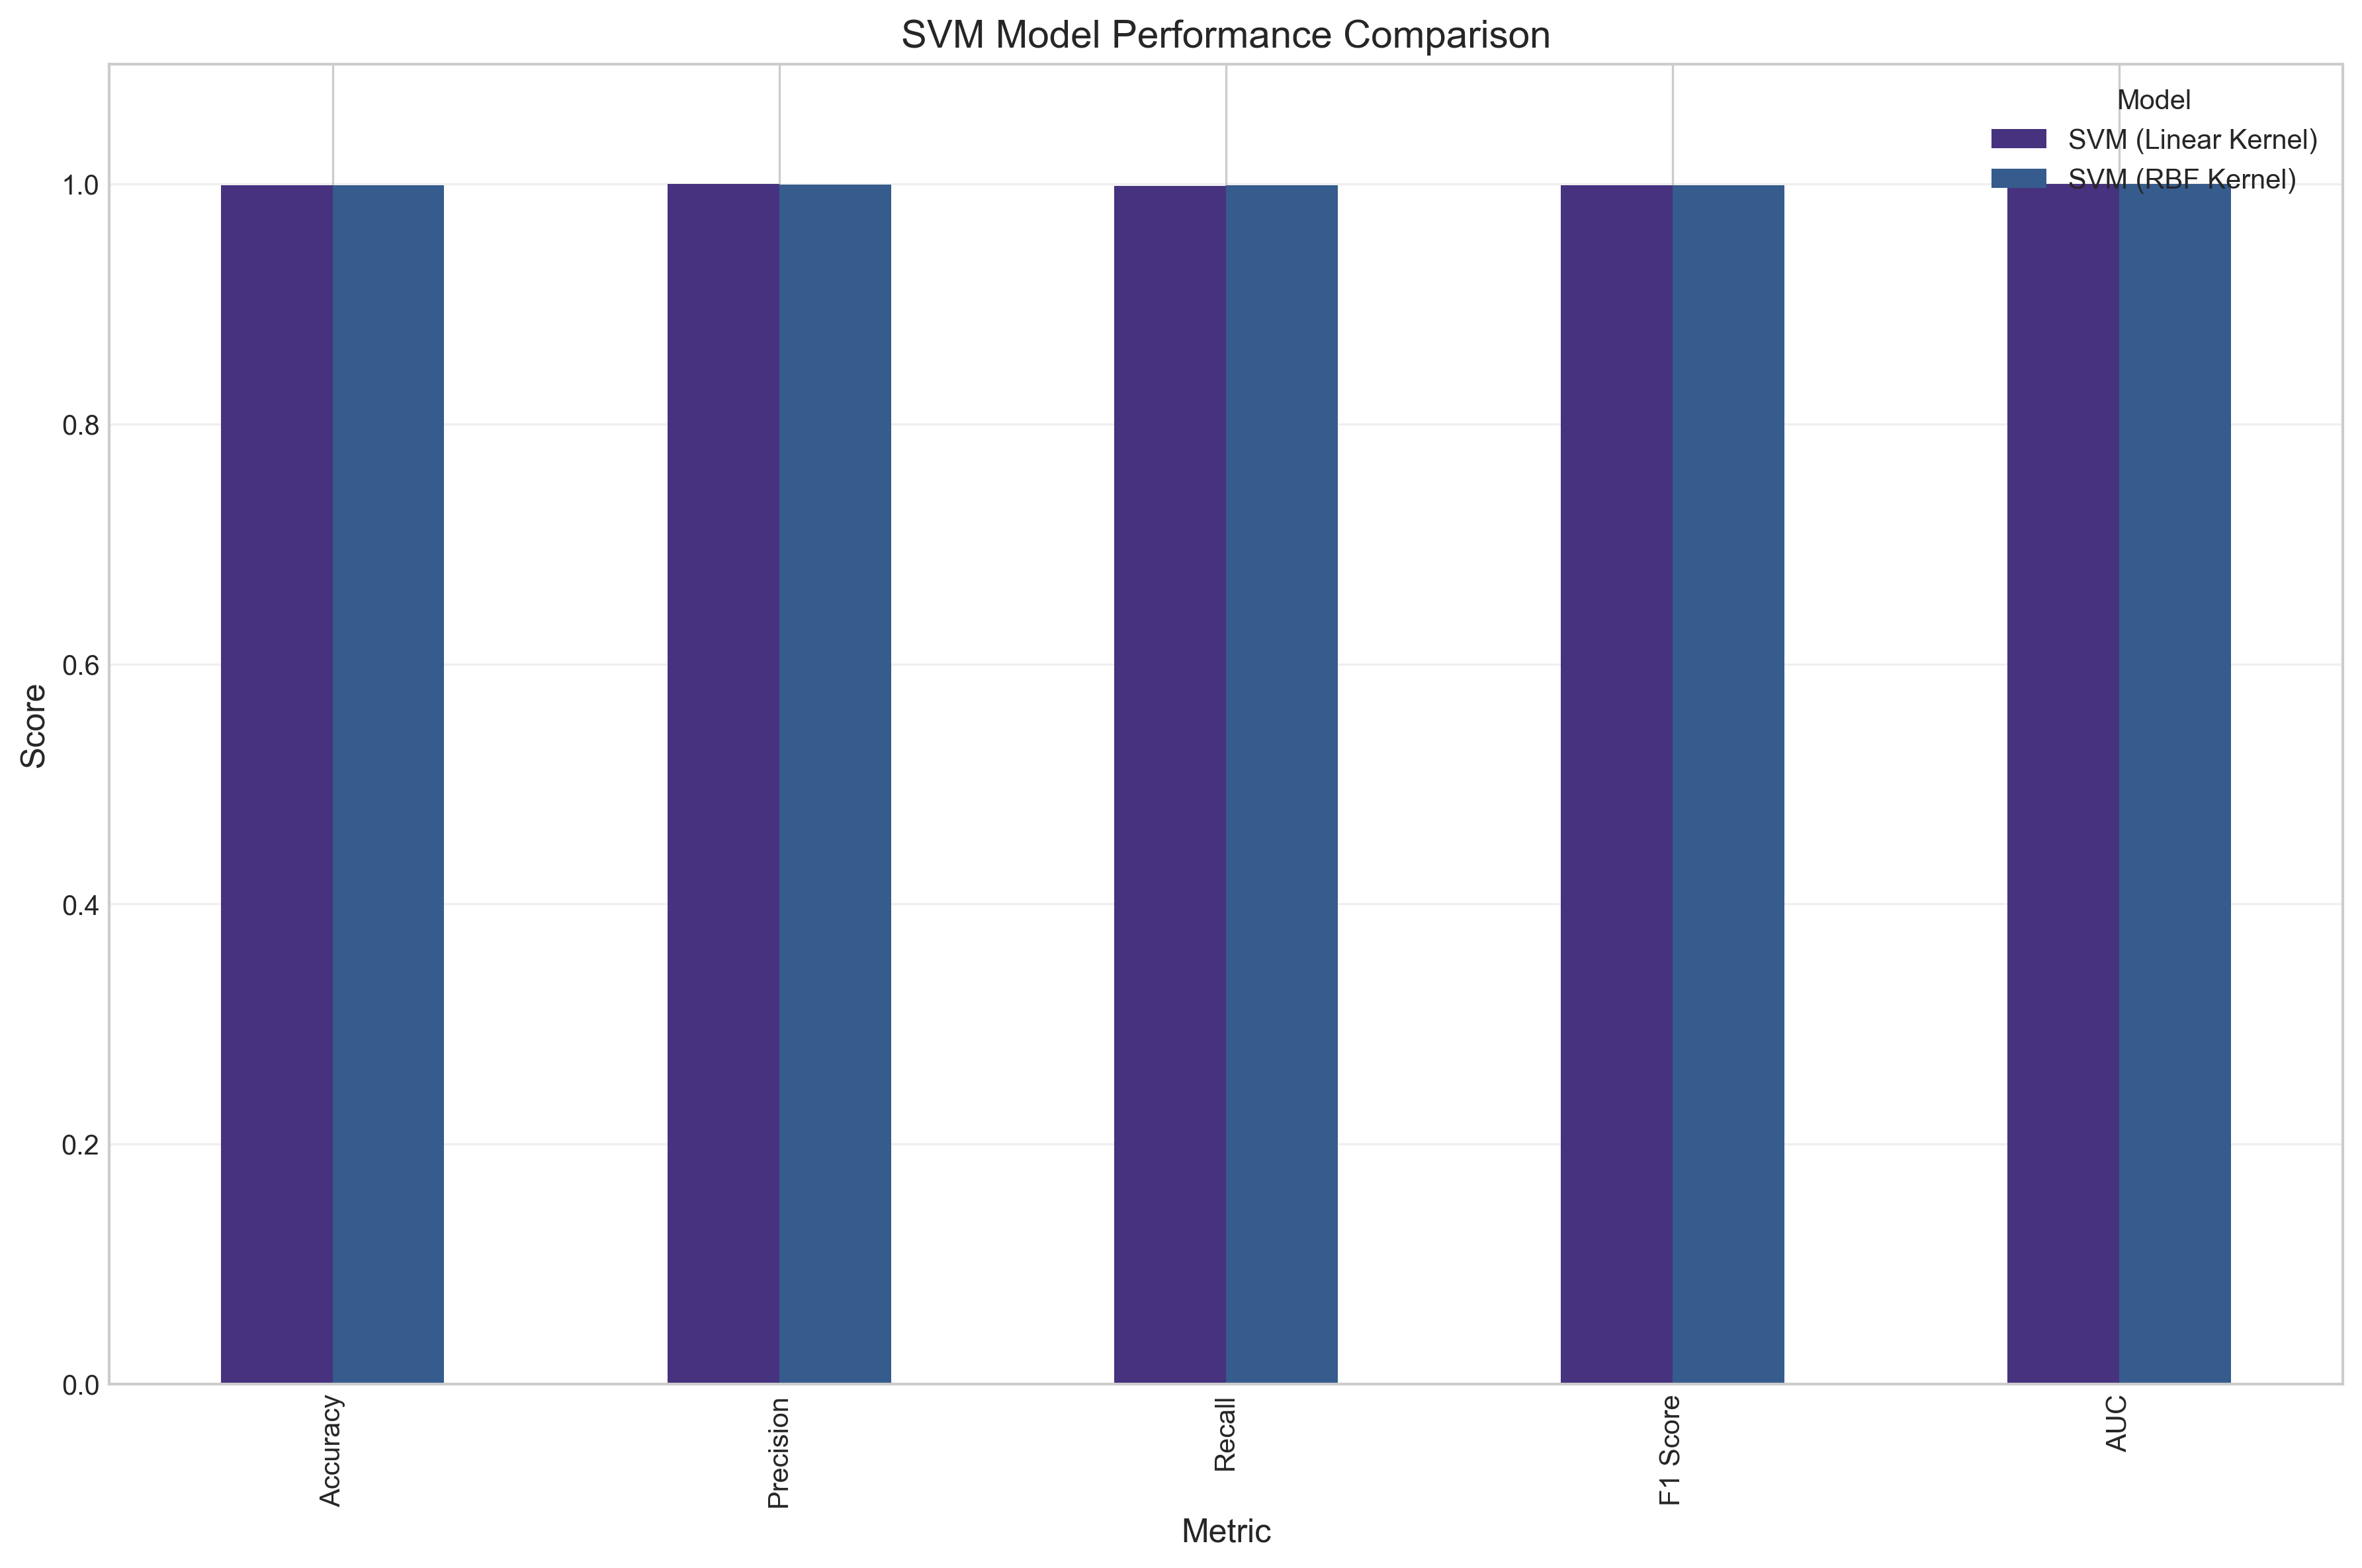 SVM Model Performance Comparison
Model
SVM (Linear Kernel)
SVM (RBF Kernel)
Score
1.0
0.8
0.6
0.4
0.2
0.0
Accuracy
Precision
Recall
F1 Score
AUC
Metric